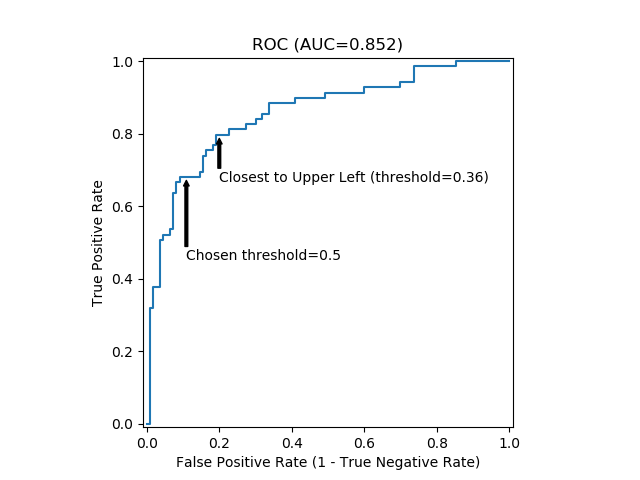 ROC (AUC=0.852)
1.0
0.8
0.6
0.4
0.2
0.0
True Positive Rate
Closest to Upper Left (threshold=0.36)
Chosen threshold=0.5
0.0 0.2 0.4 0.6 0.8 1.0
False Positive Rate (1 - True Negative Rate)